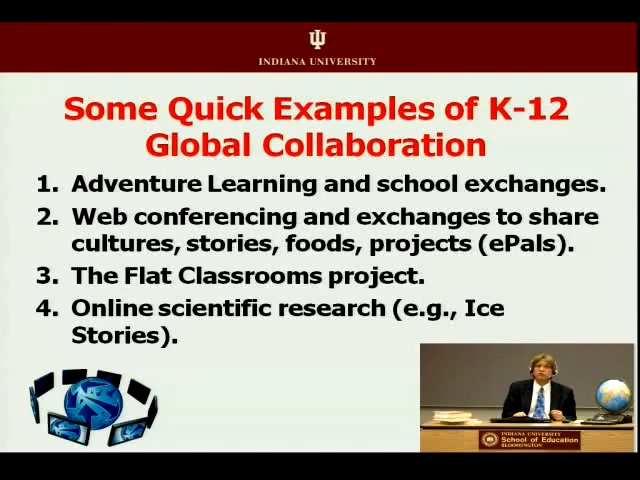 INDIANA UNIVERSITY
Some Quick Examples of K-12
Global Collaboration
1. Adventure Learning and school exchanges.
2. Web conferencing and exchanges to share
cultures, stories, foods, projects (ePals).
3. The Flat Classrooms project.
4. Online scientific research (e.g., Ice
Stories).
INDIANA UNIVERSITY
School of Education
BLOOMINGTON